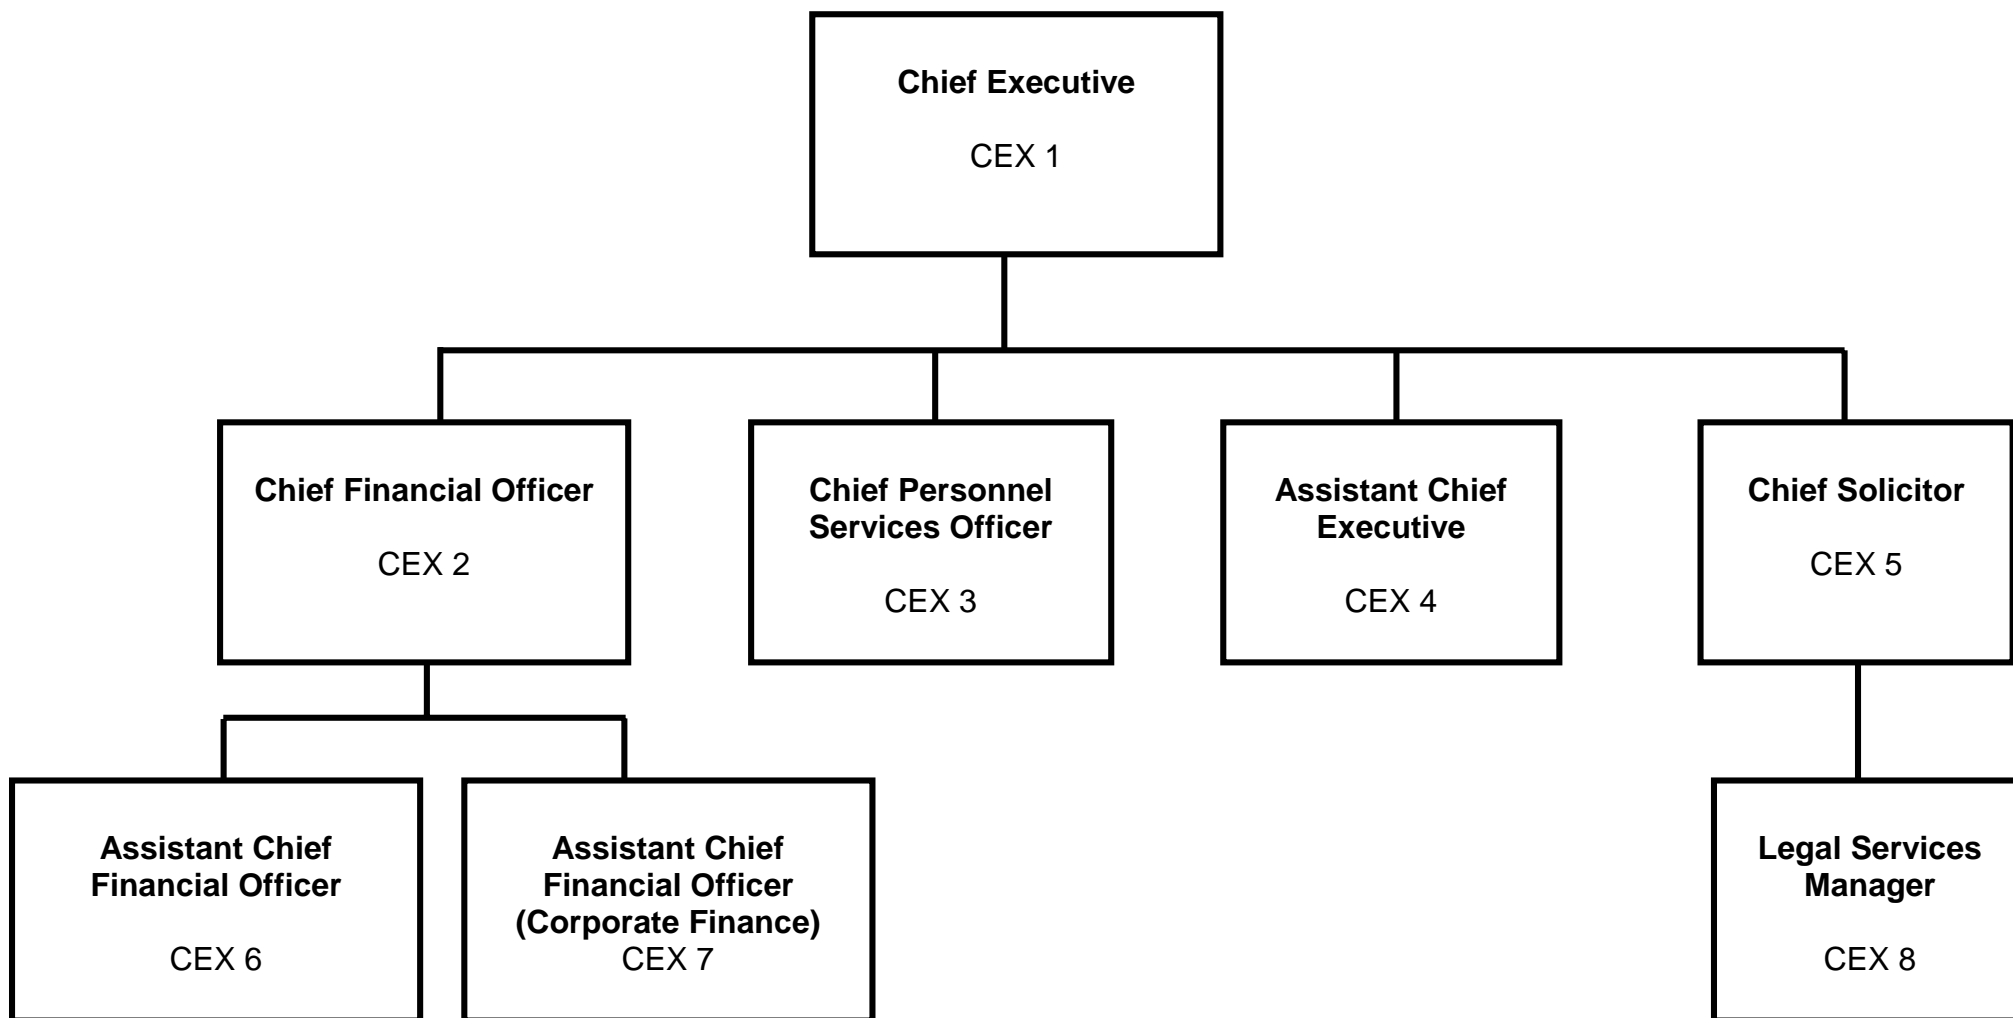 Chief Executive
CEX 1
Chief Financial Officer
CEX 2
Chief Personnel
Services Officer
CEX 3
Assistant Chief
Executive
CEX 4
Chief Solicitor
CEX 5
Assistant Chief
Financial Officer
CEX 6
Assistant Chief
Financial Officer
(Corporate Finance)
CEX 7
Legal Services
Manager
CEX 8